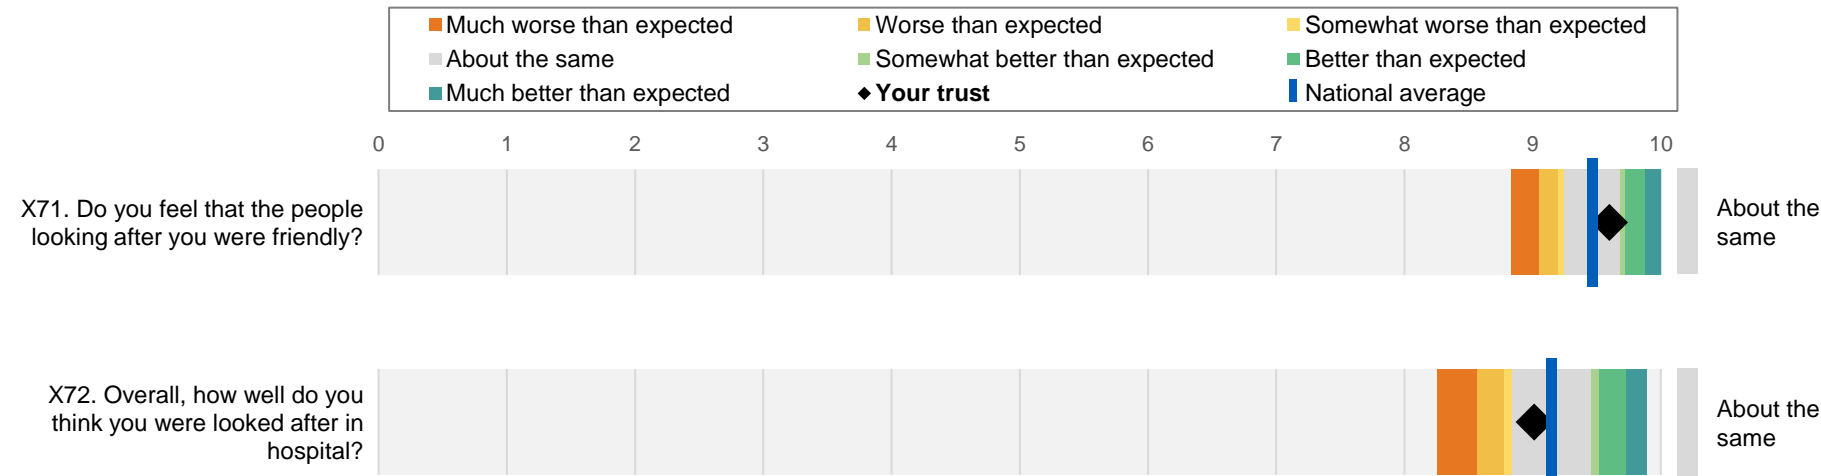 Much worse than expected
Worse than expected
Somewhat worse than expected
About the same
Somewhat better than expected
Better than expected
Much better than expected
Your trust
National average
0 1 2 3 4 5 6 7 8 9 10
X71. Do you feel that the people
looking after you were friendly?
About the
same
X72. Overall, how well do you
think you were looked after in
hospital?
About the
same